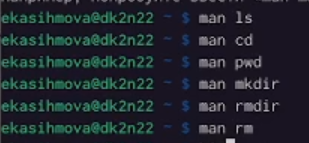 ekasihmova@dk2n22 ~ $ man ls
ekasihmova@dk2n22 ~ $ man cd
ekasihmova@dk2n22 ~ $ man pwd
ekasihmova@dk2n22 ~ $ man mkdir
ekasihmova@dk2n22 ~ $ man rmdir
ekasihmova@dk2n22 ~ $ man rm